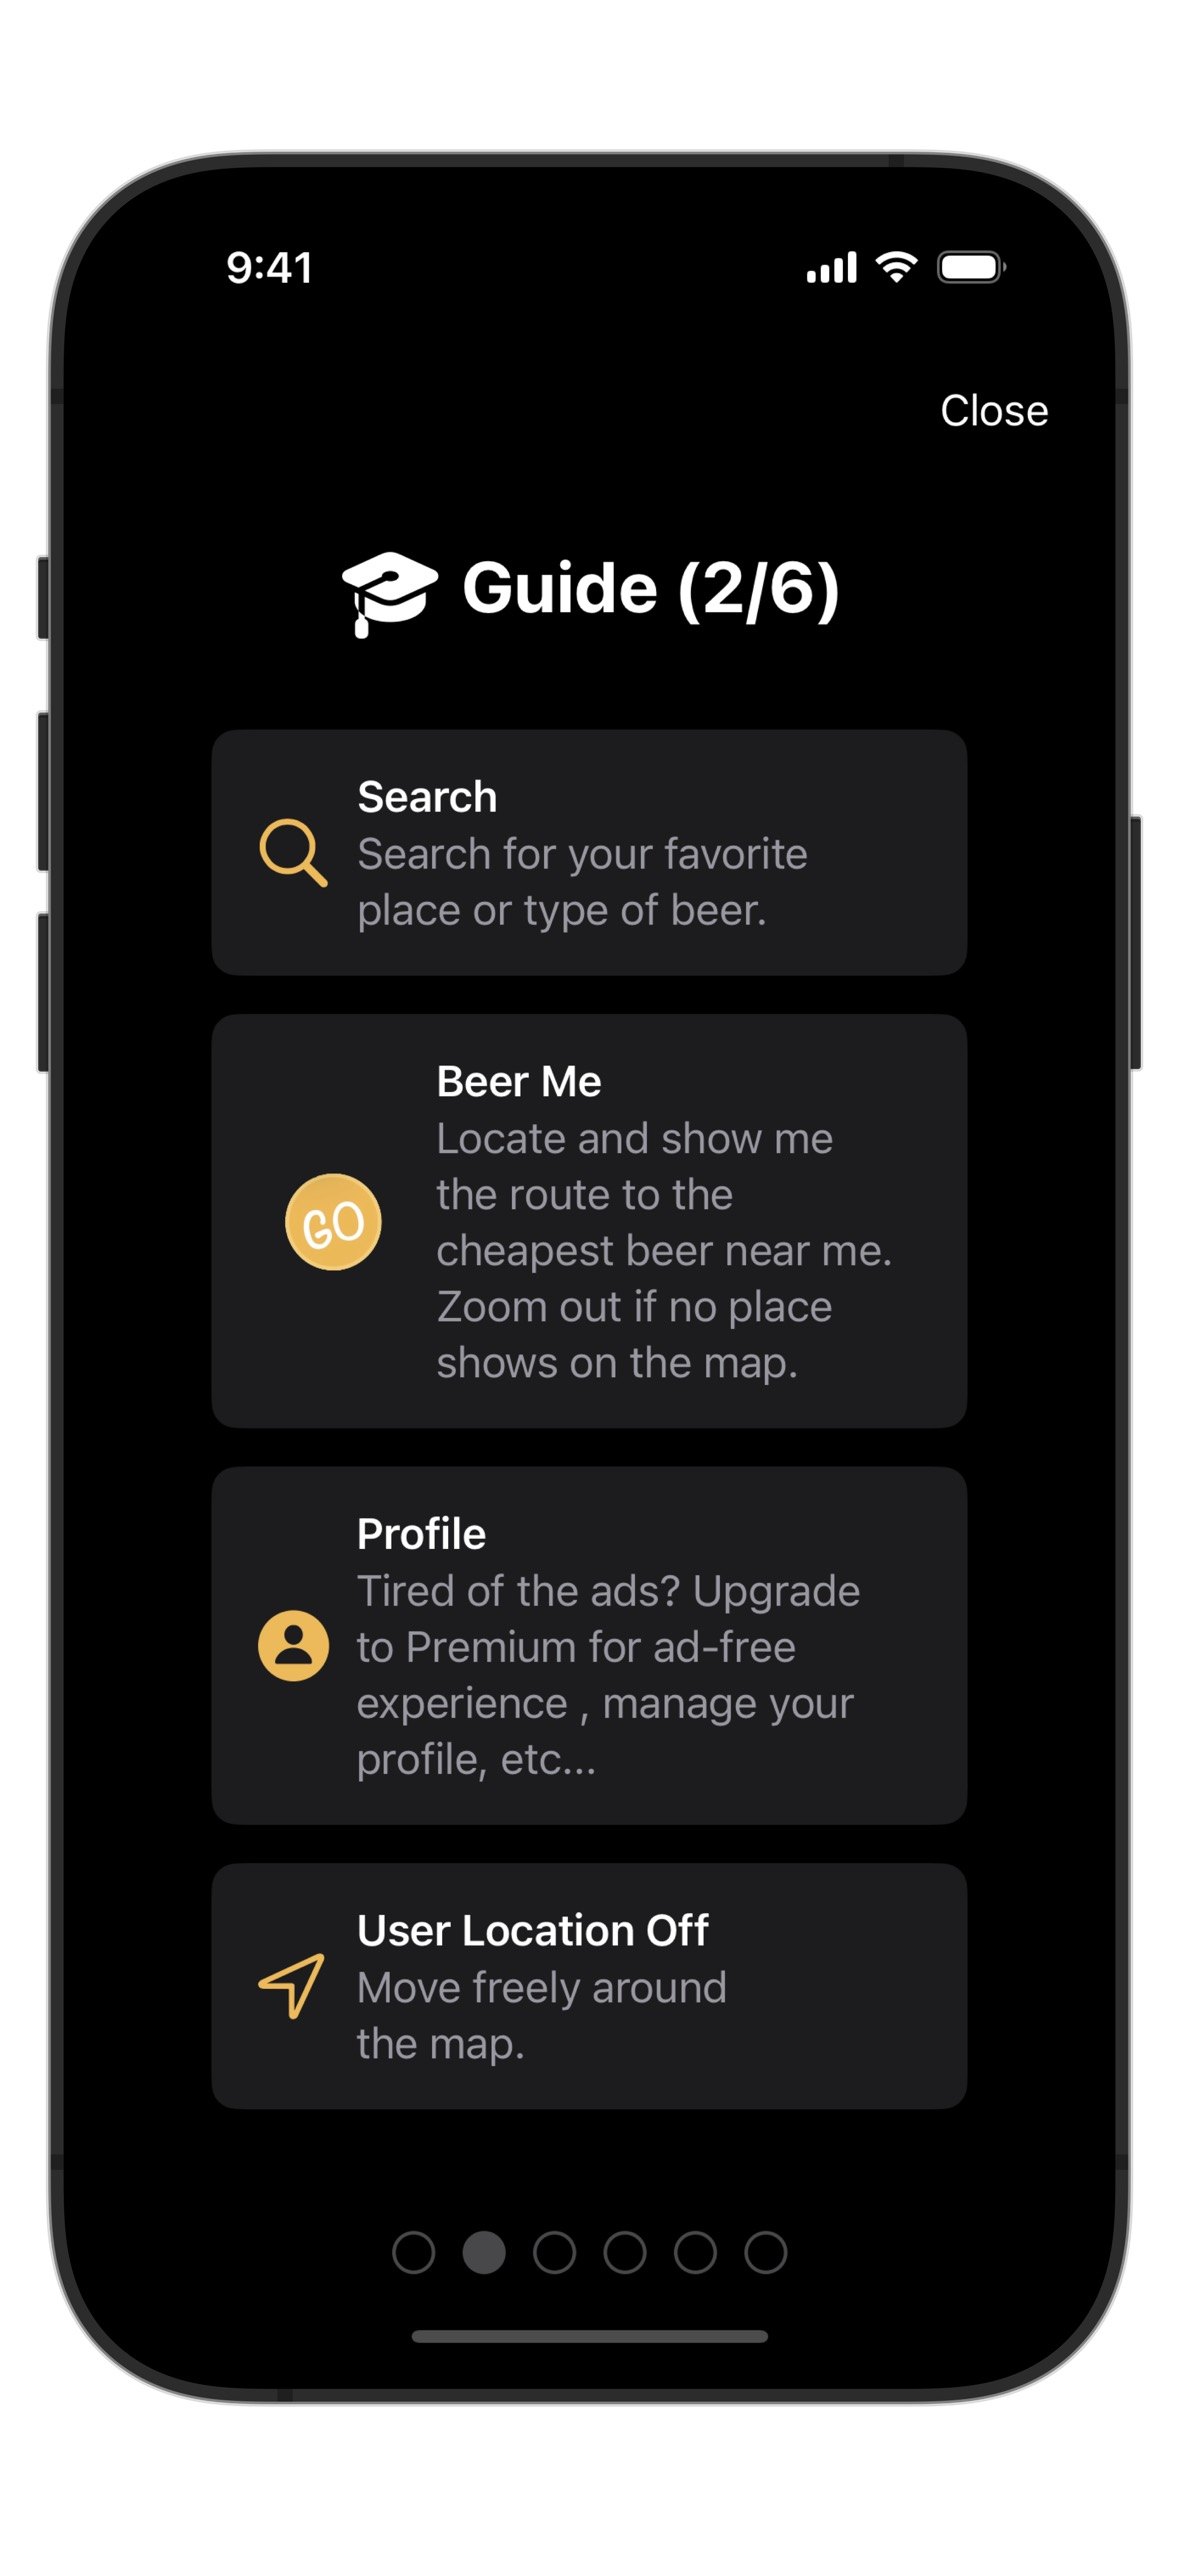 9:41
Close
Guide (2/6)
Search
Search for your favorite
place or type of beer.
Beer Me
Locate and show me
the route to the
cheapest beer near me.
Zoom out if no place
shows on the map.
GO
Profile
Tired of the ads? Upgrade
to Premium for ad-free
experience , manage your
profile, etc...
User Location Off
Move freely around
the map.